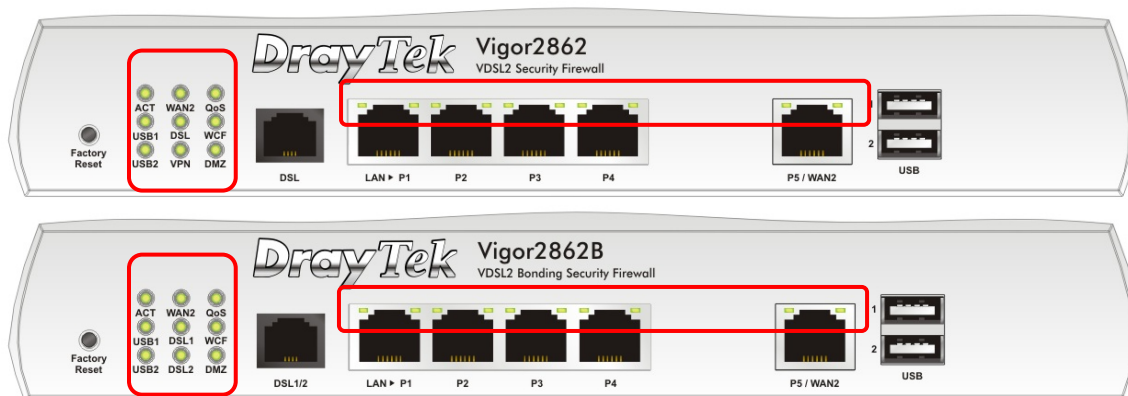 DrayTek Vigor2862
VDSL2 Security Firewall
ACT WAN2 QoS
USB1 DSL WCF
USB2 VPN DMZ
Factory
Reset
DSL
LAN ▶ P1 P2 P3 P4
P5 / WAN2
1
2
USB
DrayTek Vigor2862B
VDSL2 Bonding Security Firewall
ACT WAN2 QoS
USB1 DSL1 WCF
USB2 DSL2 DMZ
Factory
Reset
DSL1/2
LAN ▶ P1 P2 P3 P4
P5 / WAN2
1
2
USB